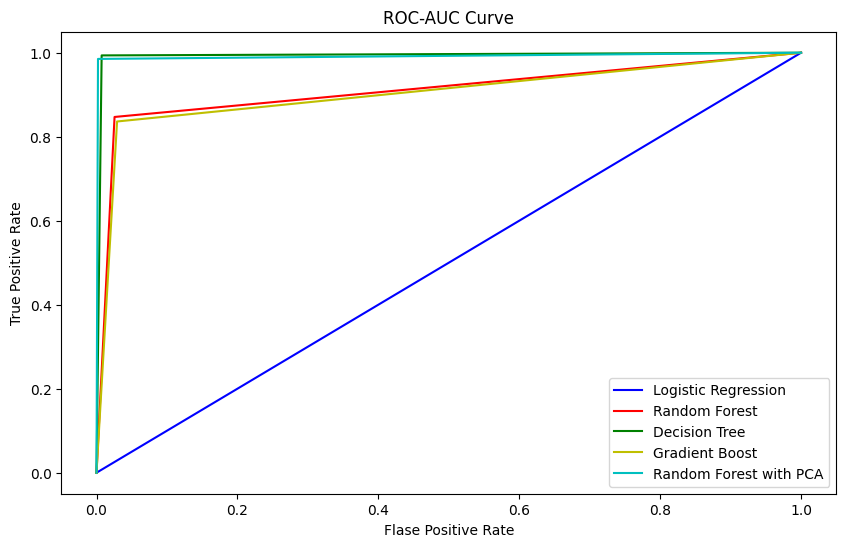 ROC-AUC Curve
True Positive Rate
1.0
0.8
0.6
0.4
0.2
0.0
0.0 0.2 0.4 0.6 0.8 1.0
Flase Positive Rate
Logistic Regression
Random Forest
Decision Tree
Gradient Boost
Random Forest with PCA